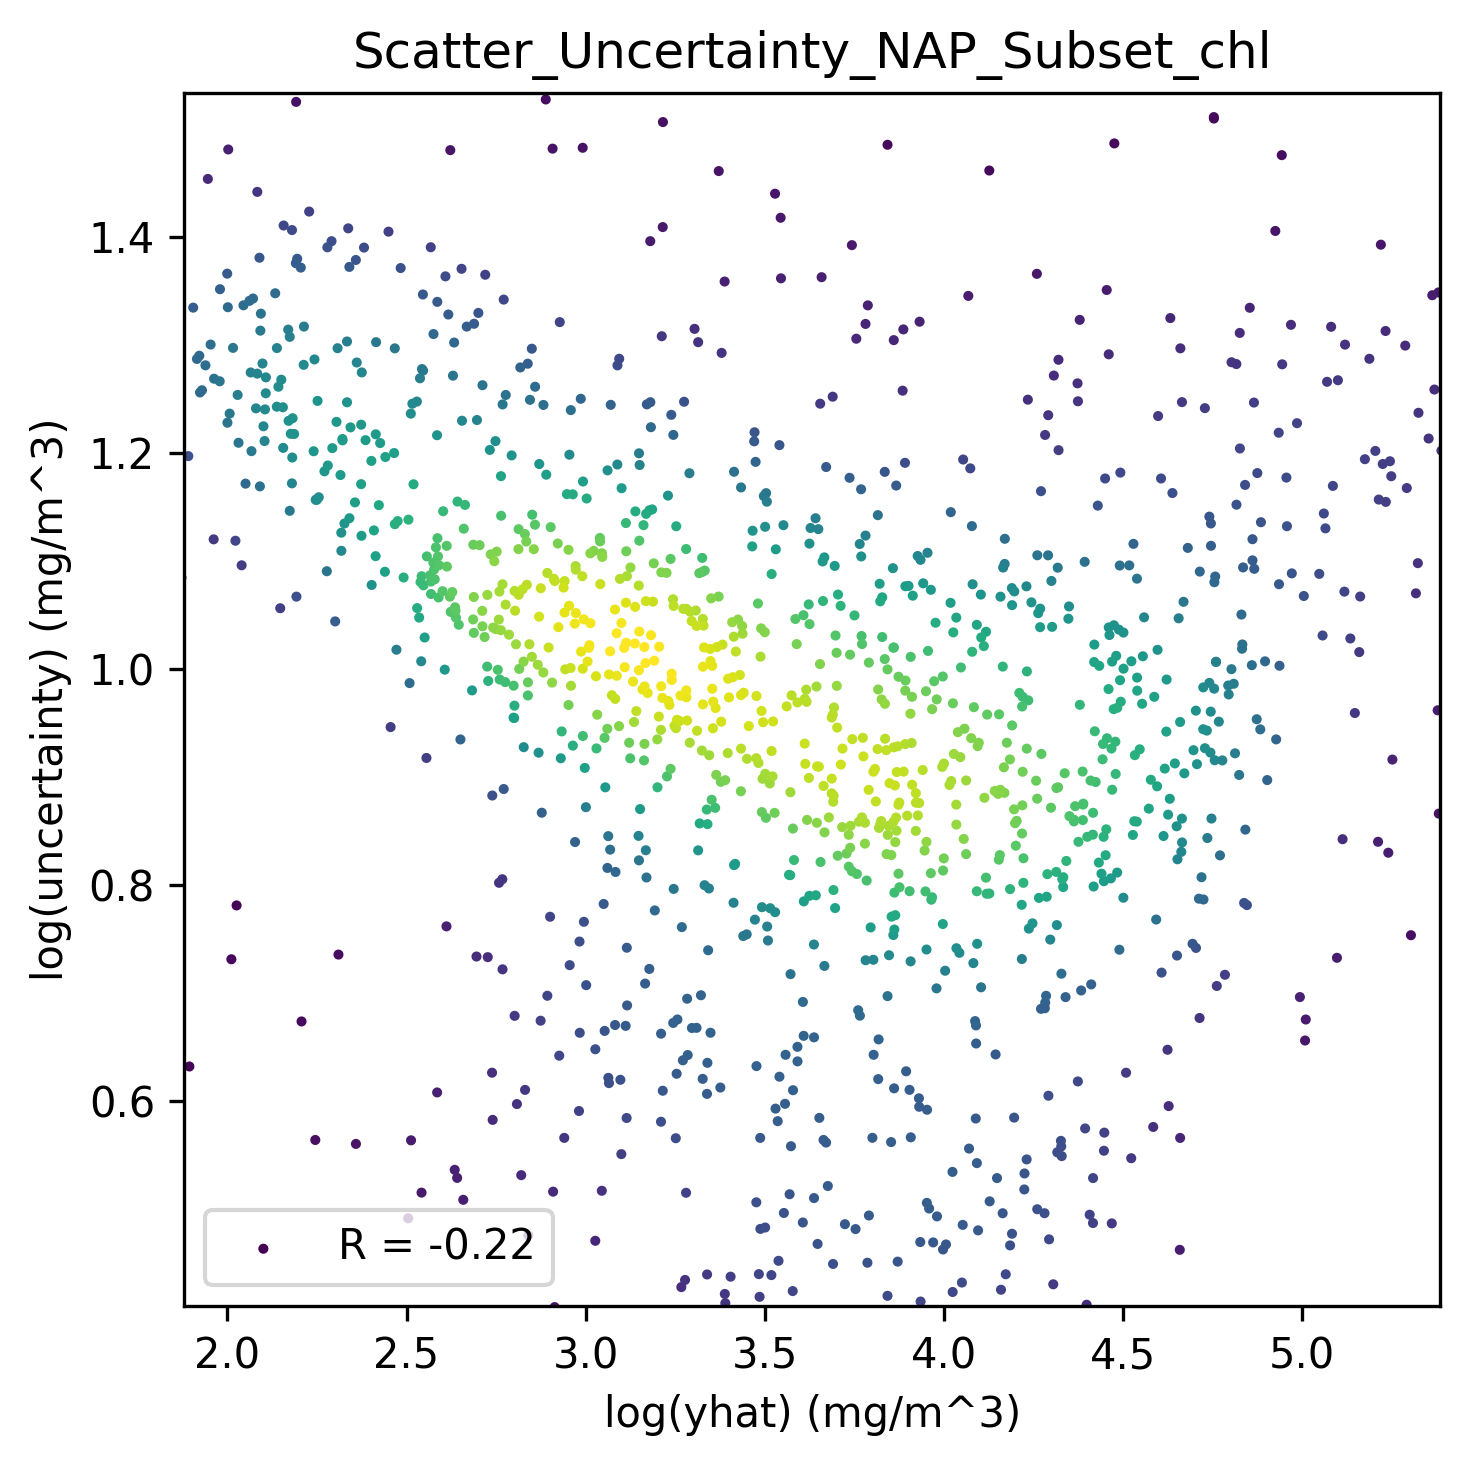 Scatter_Uncertainty_NAP_Subset_chl
log(uncertainty) (mg/m^3)
1.4
1.2
1.0
0.8
0.6
R = -0.22
2.0 2.5 3.0 3.5 4.0 4.5 5.0
log(yhat) (mg/m^3)